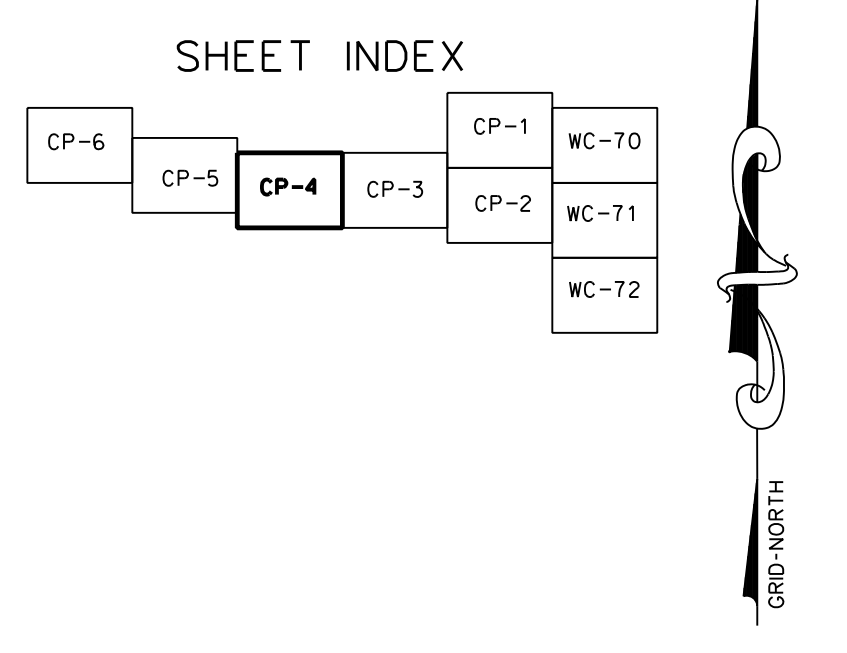 SHEET INDEX
CP-6
CP-5
CP-4
CP-3
CP-1
CP-2
WC-70
WC-71
WC-72
GRID-NORTH